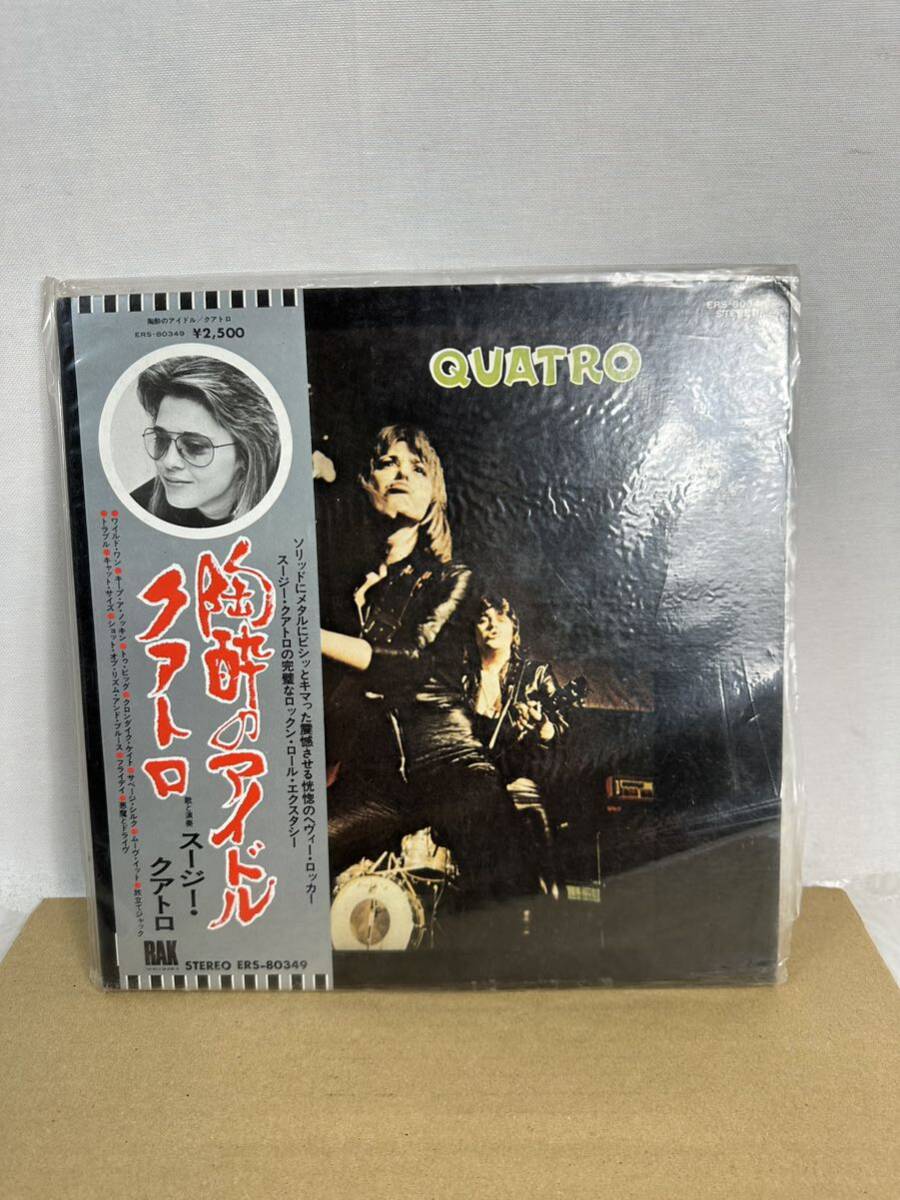 陶酔のアイドル/クアトロ
ERS-80349 ¥2,500
陶酔のアイドル
クアトロ
歌と演奏 スージー・
クアトロ
ソリッドにメタルにビシッとキマった震憾させる恍惚のヘヴィー・ロッカー
スージー・クアトロの完璧なロックン・ロール・エクスタシー
●ワイルド・ワン●キープ・ア・ノッキン●トゥ・ビッグ●クロンダイク・ケイト●サベージ・シルク●ムーヴ・イット●旅立てジャック
●トラブル●キャット・サイズ●ショット・オブ・リズム・アンド・ブルース●フライデイ●悪魔とドライヴ
RAK
STEREO ERS-80349
QUATRO